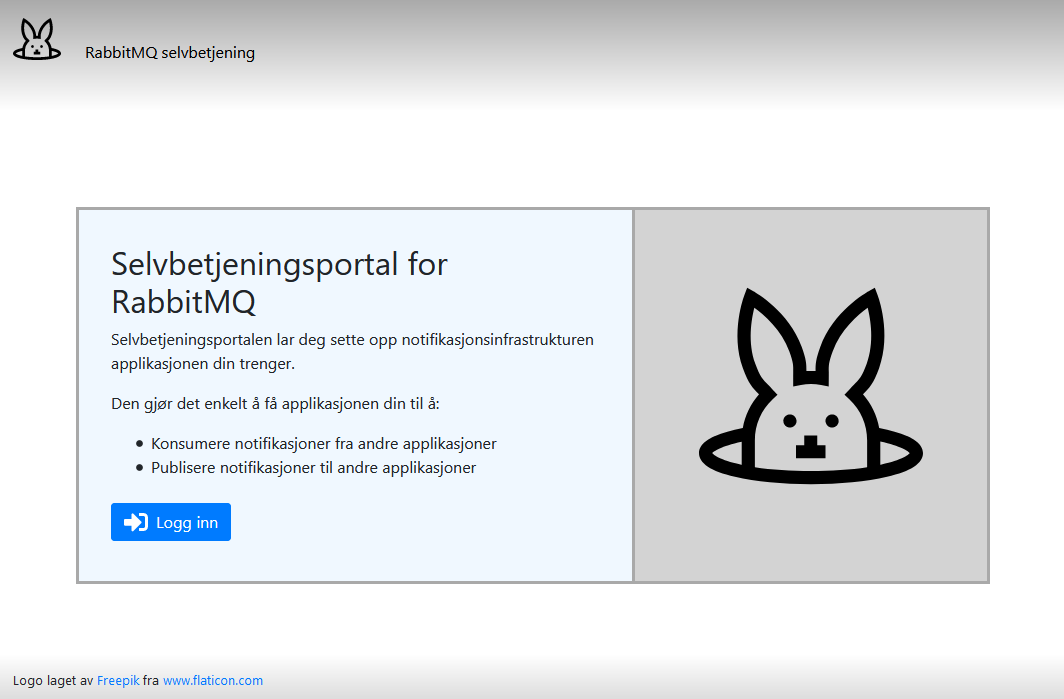 RabbitMQ selvbetjening
Selvbetjeningsportal for
RabbitMQ
Selvbetjeningsportalen lar deg sette opp notifikasjonsinfrastrukturen
applikasjonen din trenger.
Den gjør det enkelt å få applikasjonen din til å:
Konsumere notifikasjoner fra andre applikasjoner
Publisere notifikasjoner til andre applikasjoner
Logg inn
Logo laget av Freepik fra www.flaticon.com